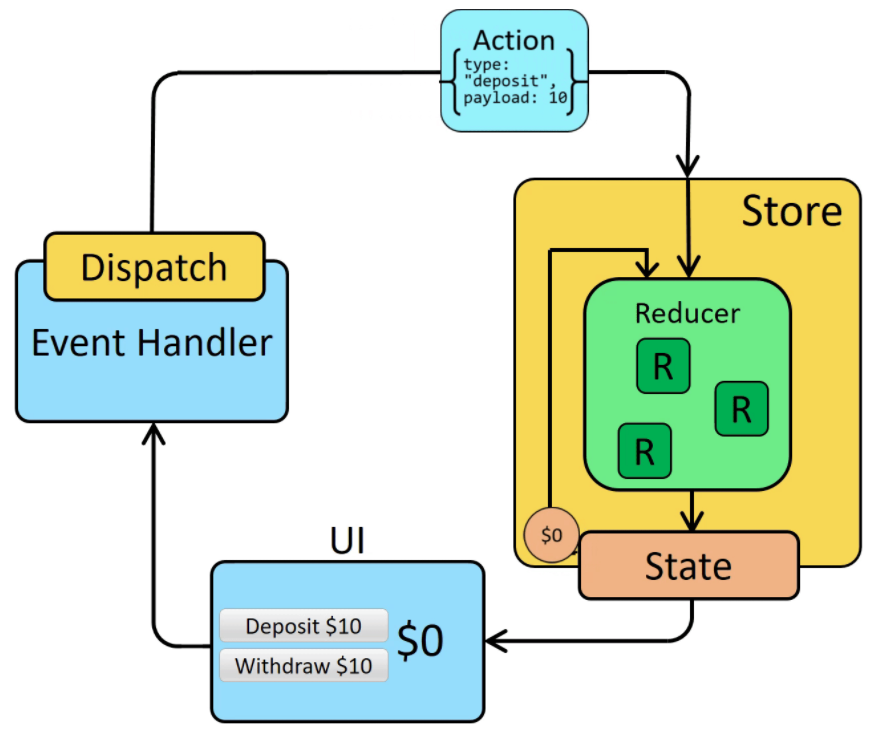 Action
{ type:
"deposit",
payload: 10 }
Store
Dispatch
Event Handler
Reducer
R
R
R
$0
State
UI
Deposit $10
$0
Withdraw $10